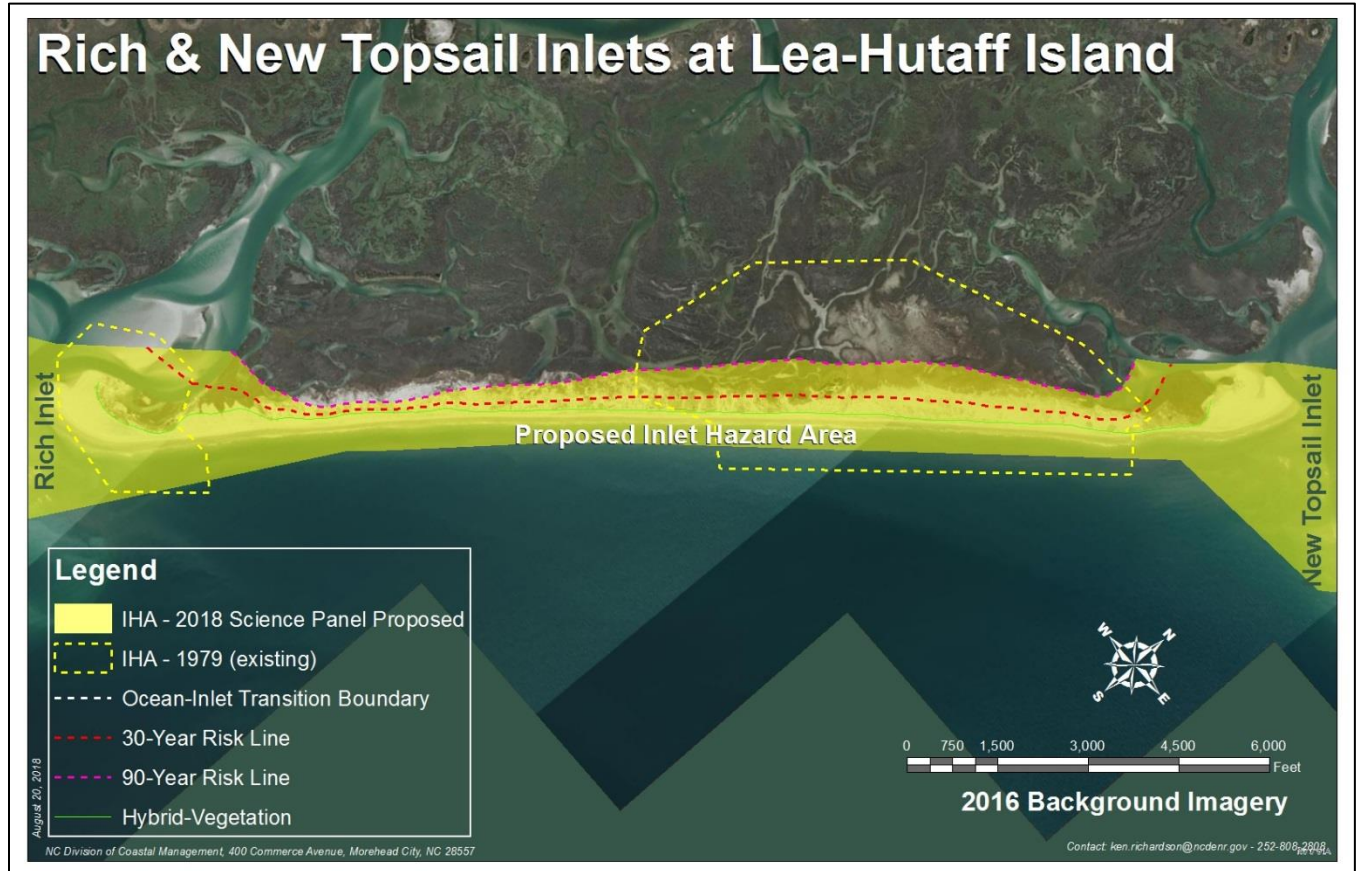 Rich & New Topsail Inlets at Lea-Hutaff Island
Rich Inlet
Proposed Inlet Hazard Area
New Topsail Inlet
Legend
IHA - 2018 Science Panel Proposed
IHA - 1979 (existing)
Ocean-Inlet Transition Boundary
30-Year Risk Line
90-Year Risk Line
Hybrid-Vegetation
August 20, 2018
W N
S E
0 750 1,500 3,000 4,500 6,000
Feet
2016 Background Imagery
NC Division of Coastal Management, 400 Commerce Avenue, Morehead City, NC 28557
Contact: ken.richardson@ncdenr.gov - 252-808-2808